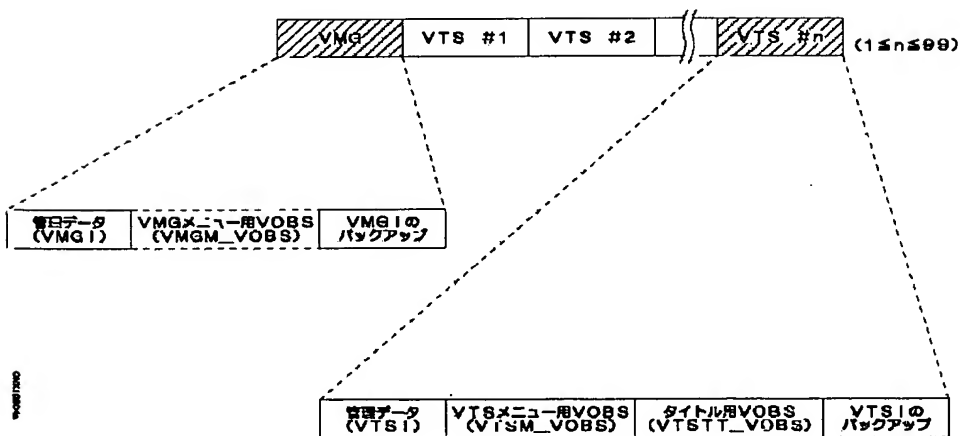 VMG VTS #1 VTS #2 VTS #n (1≦n≦99)
管理データ VMGメニュー用VOBS VMGIの
(VMGI) (VMGM_VOBS) バックアップ
管理データ VTSメニュー用VOBS タイトル用VOBS VTSIの
(VTSI) (VTSM_VOBS) (VTSTT_VOBS) バックアップ